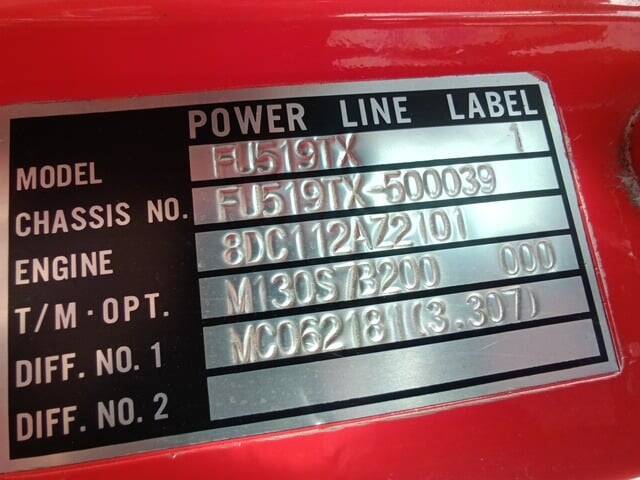 POWER LINE LABEL
MODEL FU519TX 1
CHASSIS NO. FU519TX-500039
ENGINE 8DC112AZ2101
T/M·OPT. M130S7B200 000
DIFF. NO. 1 MC062181(3.307)
DIFF. NO. 2